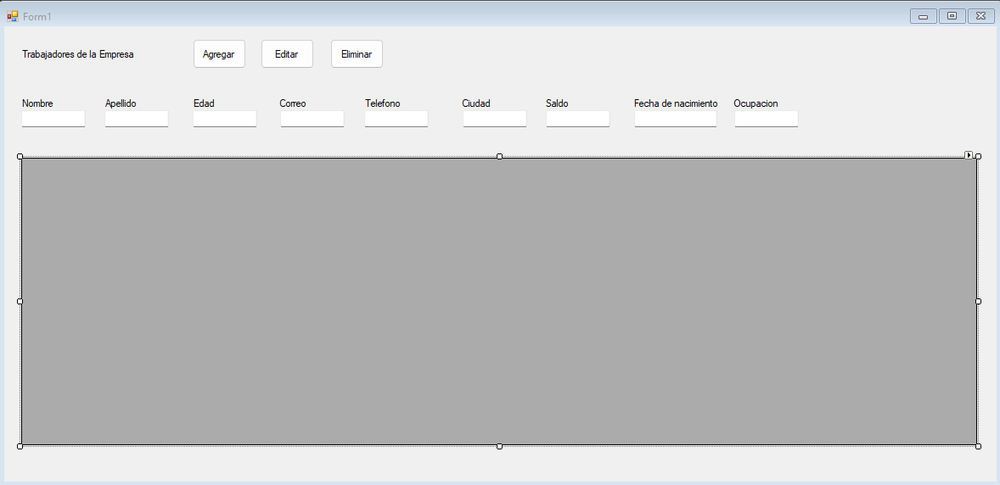 Form1
Trabajadores de la Empresa
Agregar
Editar
Eliminar
Nombre
Apellido
Edad
Correo
Telefono
Ciudad
Saldo
Fecha de nacimiento
Ocupacion